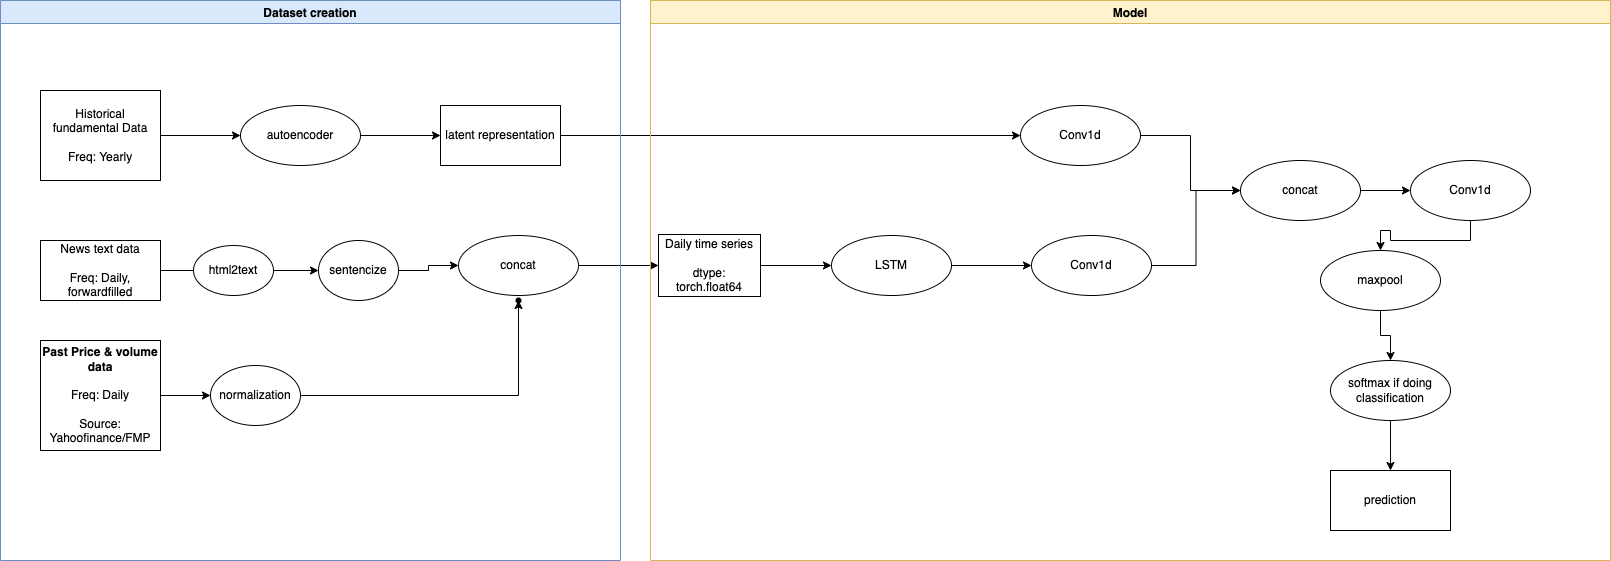 Dataset creation
Model
Historical
fundamental Data
Freq: Yearly
autoencoder
latent representation
Conv1d
concat
Conv1d
News text data
Freq: Daily,
forwardfilled
html2text
sentencize
concat
Daily time series
dtype:
torch.float64
LSTM
Conv1d
maxpool
Past Price & volume
data
Freq: Daily
Source:
Yahoofinance/FMP
normalization
softmax if doing
classification
prediction